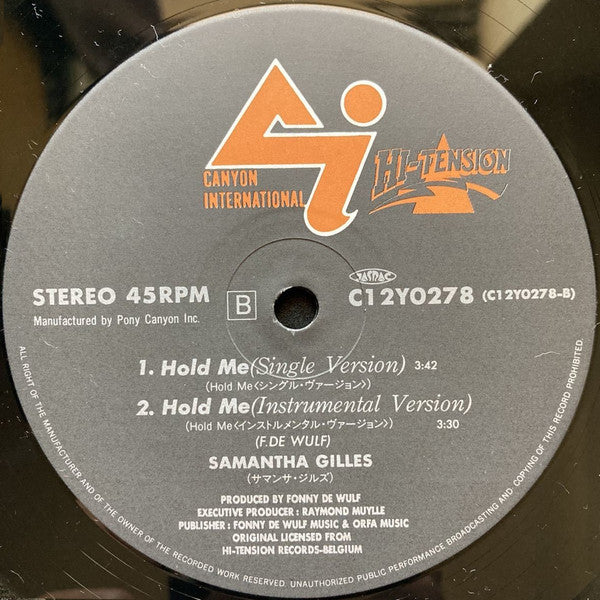 CANYON
INTERNATIONAL
HI-TENSION
STEREO 45RPM
B
JASRAC
C12Y0278 (C12Y0278-B)
Manufactured by Pony Canyon Inc.
1. Hold Me (Single Version) 3:42
(Hold Me〈シングル・ヴァージョン〉)
2. Hold Me (Instrumental Version)
(Hold Me〈インストルメンタル・ヴァージョン〉) 3:30
(F.DE WULF)
SAMANTHA GILLES
(サマンサ・ジルズ)
PRODUCED BY FONNY DE WULF
EXECUTIVE PRODUCER : RAYMOND MUYLLE
PUBLISHER : FONNY DE WULF MUSIC & ORFA MUSIC
ORIGINAL LICENSED FROM
HI-TENSION RECORDS-BELGIUM
ALL RIGHT OF THE MANUFACTURER AND OF THE OWNER OF THE RECORDED WORK RESERVED. UNAUTHORIZED PUBLIC PERFORMANCE BROADCASTING AND COPYING OF THIS RECORD PROHIBITED.